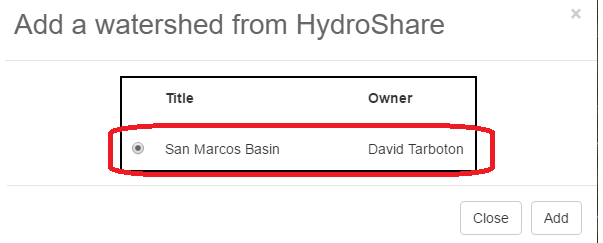 Add a watershed from HydroShare ×
Title Owner
San Marcos Basin David Tarboton
Close Add